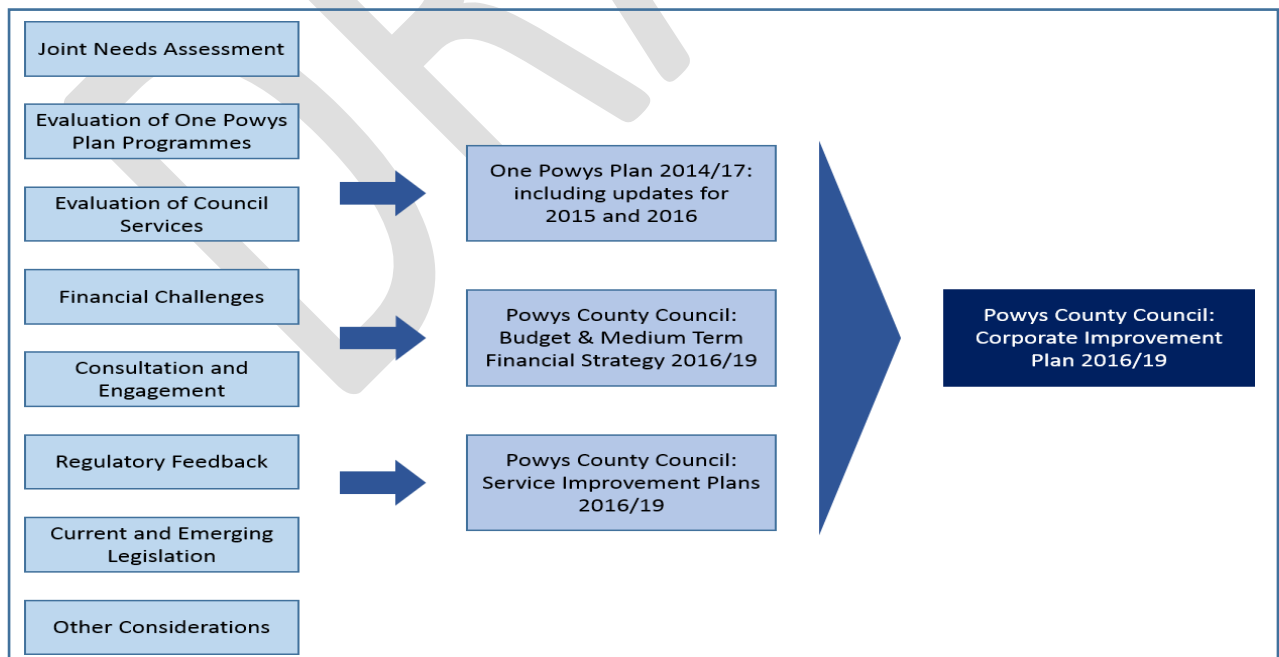 Joint Needs Assessment
Evaluation of One Powys
Plan Programmes
Evaluation of Council
Services
Financial Challenges
Consultation and
Engagement
Regulatory Feedback
Current and Emerging
Legislation
Other Considerations
One Powys Plan 2014/17:
including updates for
2015 and 2016
Powys County Council:
Budget & Medium Term
Financial Strategy 2016/19
Powys County Council:
Service Improvement Plans
2016/19
Powys County Council:
Corporate Improvement
Plan 2016/19